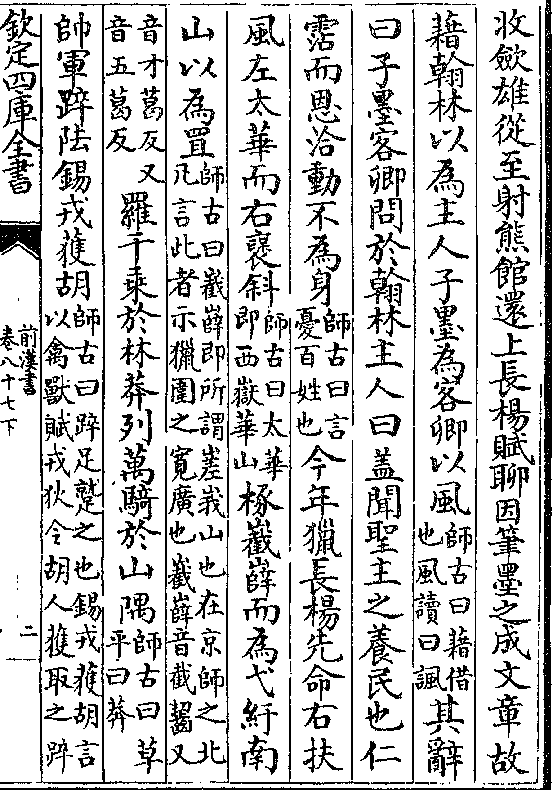 收斂雄從至射熊館還上長楊賦聊因筆墨之成文章故
藉翰林以為主人子墨為客卿以風師古曰藉借也風讀曰諷其辭
曰子墨客卿問於翰林主人曰盖聞聖主之養民也仁
霑而恩洽動不為身師古曰言憂百姓也今年獵長楊先命右扶
風左太華而右襃斜師古曰太華即西嶽華山椓嶻嶭而為弋紆南
山以為罝師古曰嶻嶭即所謂嵳峩山也在京師之北凡言此者示獵圍之寛廣也嶻嶭音截齧又
音才葛反又音五葛反羅千乗於林莽列萬騎於山隅師古曰草平曰莽
帥軍踤阹錫戎獲胡師古曰踤足蹵之也錫戎獲胡言以禽獸賦戎狄令胡人獲取之踤
欽定四庫全書
前漢書
卷八十七下
二